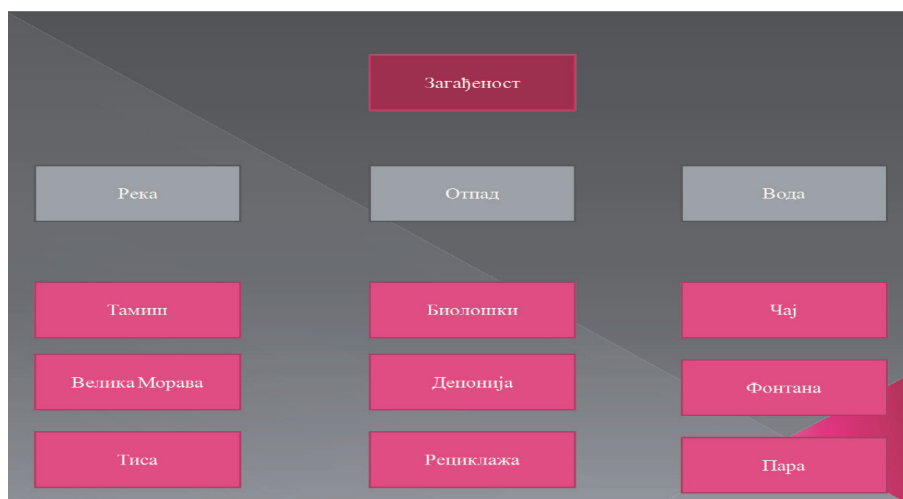 Загађеност
Река
Отпад
Вода
Тамиш
Биолошки
Чај
Велика Морава
Депонија
Фонтана
Тиса
Рециклажа
Пара